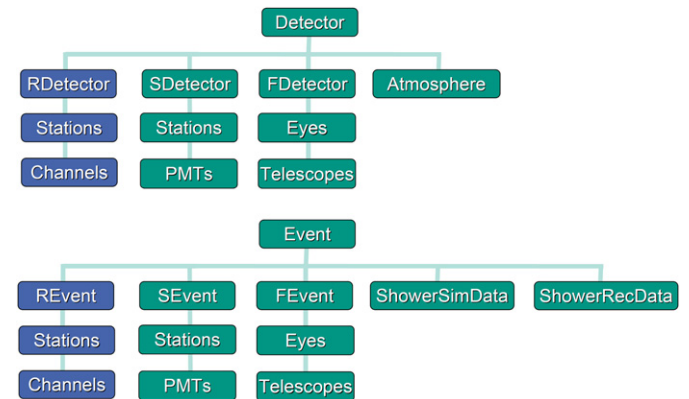 Detector
RDetector SDetector FDetector Atmosphere
Stations Stations Eyes
Channels PMTs Telescopes
Event
REvent SEvent FEvent ShowerSimData ShowerRecData
Stations Stations Eyes
Channels PMTs Telescopes